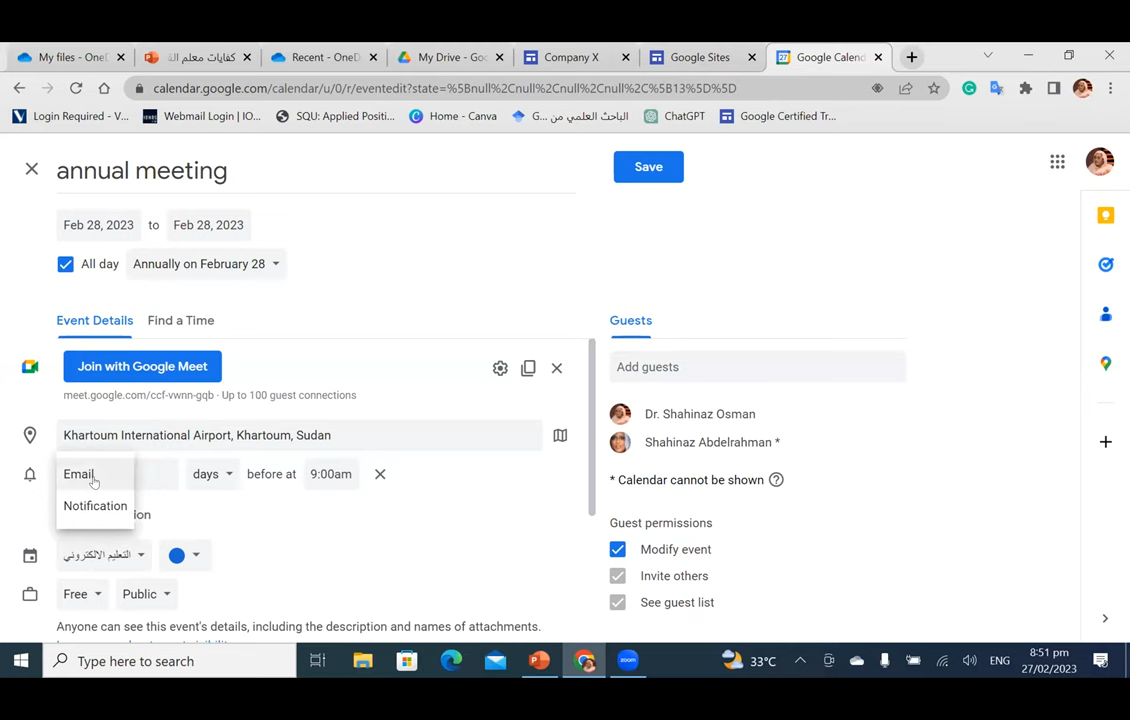 My files - OneD
كفايات معلم الق
Recent - OneD
My Drive - Goo
Company X
Google Sites
27
Google Calend
calendar.google.com/calendar/u/0/r/eventedit?state=%5Bnull%2Cnull%2Cnull%2Cnull%2C%5B13%5D%5D
Login Required - V...
Webmail Login | IO...
SQU: Applied Positi...
Home - Canva
الباحث العلمي من G...
ChatGPT
Google Certified Tr...
annual meeting
Save
Feb 28, 2023 to Feb 28, 2023
All day
Annually on February 28
Event Details
Find a Time
Guests
Join with Google Meet
meet.google.com/ccf-vwnn-gqb · Up to 100 guest connections
Add guests
Khartoum International Airport, Khartoum, Sudan
Dr. Shahinaz Osman
Shahinaz Abdelrahman *
Email
days
before at
9:00am
* Calendar cannot be shown
Notification
ion
Guest permissions
Modify event
التعليم الالكتروني
Invite others
Free
Public
See guest list
Anyone can see this event's details, including the description and names of attachments.
Type here to search
zoom
33°C
ENG
8:51 pm
27/02/2023